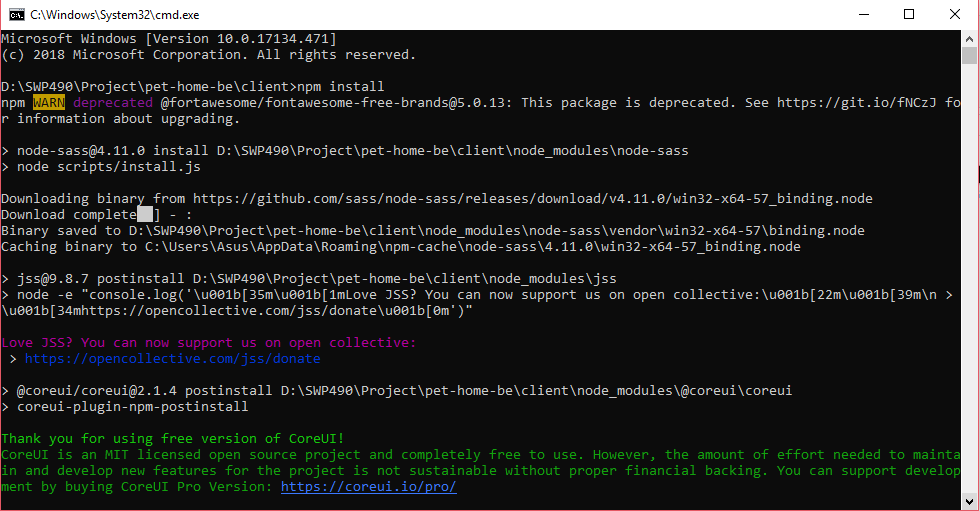 C:\Windows\System32\cmd.exe
Microsoft Windows [Version 10.0.17134.471]
(c) 2018 Microsoft Corporation. All rights reserved.
D:\SWP490\Project\pet-home-be\client>npm install
npm WARN deprecated @fortawesome/fontawesome-free-brands@5.0.13: This package is deprecated. See https://git.io/fNCzJ fo
r information about upgrading.
> node-sass@4.11.0 install D:\SWP490\Project\pet-home-be\client\node_modules\node-sass
> node scripts/install.js
Downloading binary from https://github.com/sass/node-sass/releases/download/v4.11.0/win32-x64-57_binding.node
Download complete ] - :
Binary saved to D:\SWP490\Project\pet-home-be\client\node_modules\node-sass\vendor\win32-x64-57\binding.node
Caching binary to C:\Users\Asus\AppData\Roaming\npm-cache\node-sass\4.11.0\win32-x64-57_binding.node
> jss@9.8.7 postinstall D:\SWP490\Project\pet-home-be\client\node_modules\jss
> node -e "console.log('\u001b[35m\u001b[1mLove JSS? You can now support us on open collective:\u001b[22m\u001b[39m\n >
\u001b[34mhttps://opencollective.com/jss/donate\u001b[0m')"
Love JSS? You can now support us on open collective:
> https://opencollective.com/jss/donate
> @coreui/coreui@2.1.4 postinstall D:\SWP490\Project\pet-home-be\client\node_modules\@coreui\coreui
> coreui-plugin-npm-postinstall
Thank you for using free version of CoreUI!
CoreUI is an MIT licensed open source project and completely free to use. However, the amount of effort needed to mainta
in and develop new features for the project is not sustainable without proper financial backing. You can support develop
ment by buying CoreUI Pro Version: https://coreui.io/pro/